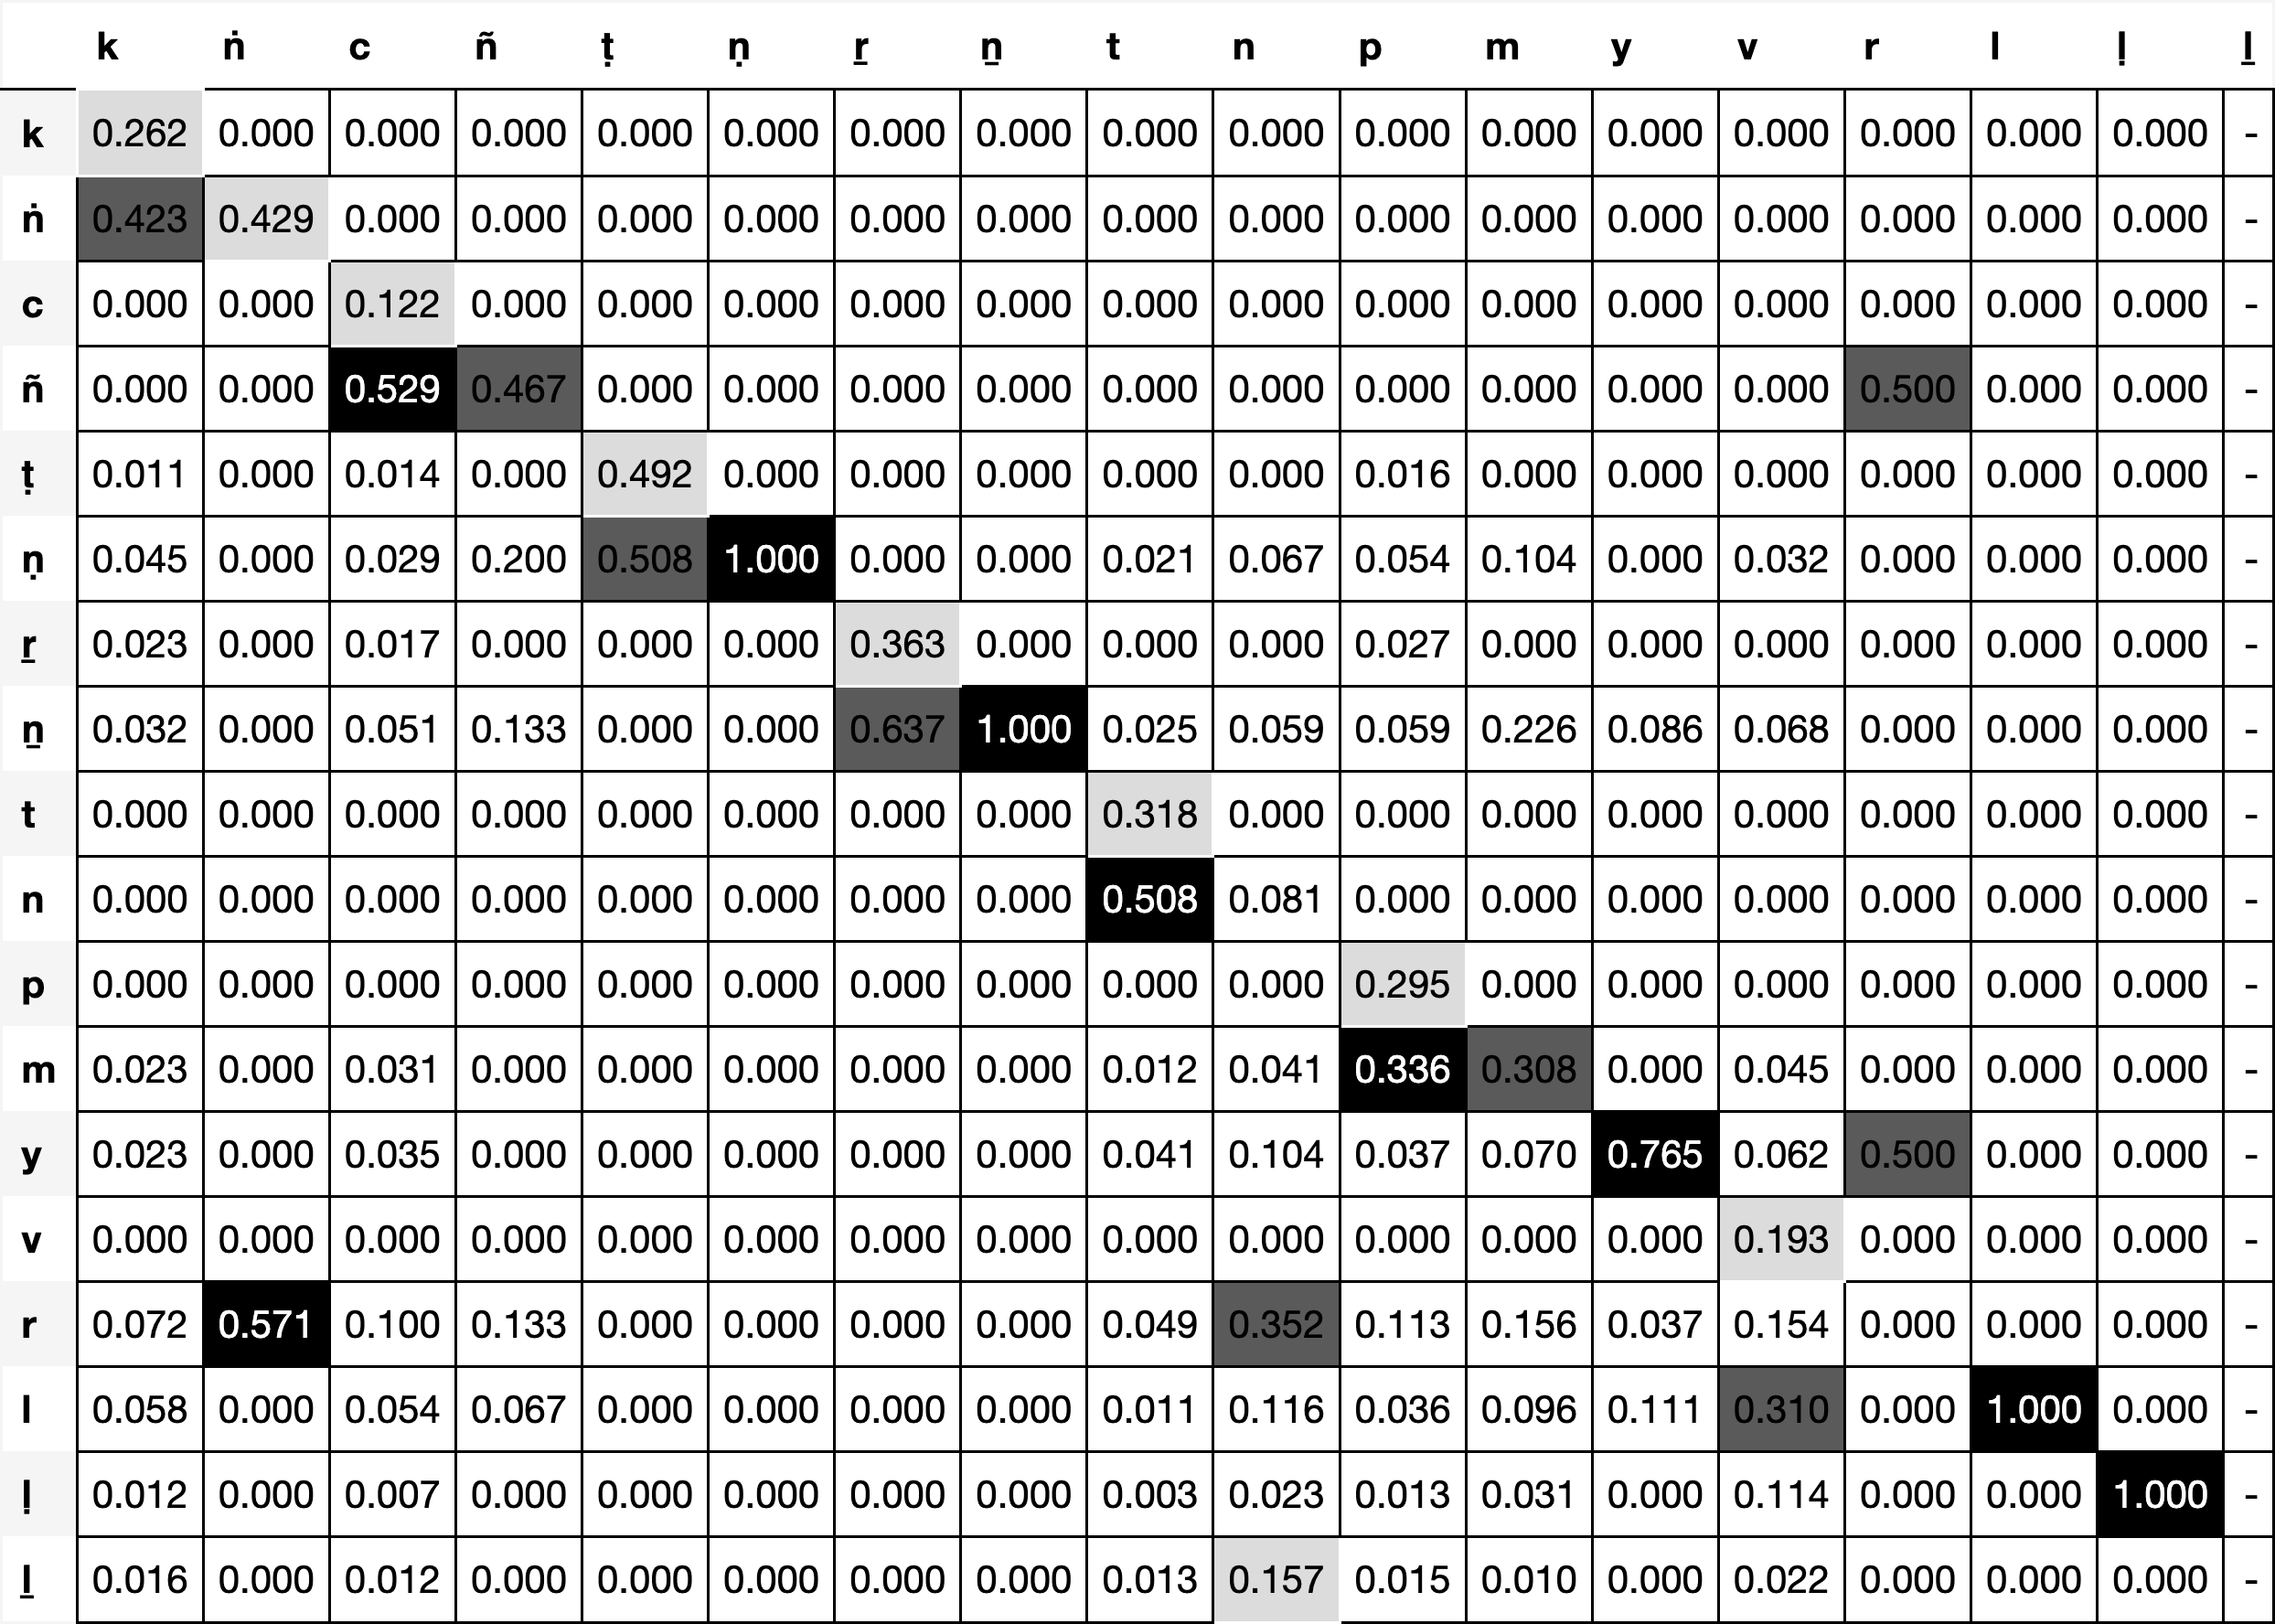 k ṅ c ñ ṭ ṇ ṟ ṉ t n p m y v r l ḷ ḻ
k 0.262 0.000 0.000 0.000 0.000 0.000 0.000 0.000 0.000 0.000 0.000 0.000 0.000 0.000 0.000 0.000 0.000 -
ṅ 0.423 0.429 0.000 0.000 0.000 0.000 0.000 0.000 0.000 0.000 0.000 0.000 0.000 0.000 0.000 0.000 0.000 -
c 0.000 0.000 0.122 0.000 0.000 0.000 0.000 0.000 0.000 0.000 0.000 0.000 0.000 0.000 0.000 0.000 0.000 -
ñ 0.000 0.000 0.529 0.467 0.000 0.000 0.000 0.000 0.000 0.000 0.000 0.000 0.000 0.000 0.500 0.000 0.000 -
ṭ 0.011 0.000 0.014 0.000 0.492 0.000 0.000 0.000 0.000 0.000 0.016 0.000 0.000 0.000 0.000 0.000 0.000 -
ṇ 0.045 0.000 0.029 0.200 0.508 1.000 0.000 0.000 0.021 0.067 0.054 0.104 0.000 0.032 0.000 0.000 0.000 -
ṟ 0.023 0.000 0.017 0.000 0.000 0.000 0.363 0.000 0.000 0.000 0.027 0.000 0.000 0.000 0.000 0.000 0.000 -
ṉ 0.032 0.000 0.051 0.133 0.000 0.000 0.637 1.000 0.025 0.059 0.059 0.226 0.086 0.068 0.000 0.000 0.000 -
t 0.000 0.000 0.000 0.000 0.000 0.000 0.000 0.000 0.318 0.000 0.000 0.000 0.000 0.000 0.000 0.000 0.000 -
n 0.000 0.000 0.000 0.000 0.000 0.000 0.000 0.000 0.508 0.081 0.000 0.000 0.000 0.000 0.000 0.000 0.000 -
p 0.000 0.000 0.000 0.000 0.000 0.000 0.000 0.000 0.000 0.000 0.295 0.000 0.000 0.000 0.000 0.000 0.000 -
m 0.023 0.000 0.031 0.000 0.000 0.000 0.000 0.000 0.012 0.041 0.336 0.308 0.000 0.045 0.000 0.000 0.000 -
y 0.023 0.000 0.035 0.000 0.000 0.000 0.000 0.000 0.041 0.104 0.037 0.070 0.765 0.062 0.500 0.000 0.000 -
v 0.000 0.000 0.000 0.000 0.000 0.000 0.000 0.000 0.000 0.000 0.000 0.000 0.000 0.193 0.000 0.000 0.000 -
r 0.072 0.571 0.100 0.133 0.000 0.000 0.000 0.000 0.049 0.352 0.113 0.156 0.037 0.154 0.000 0.000 0.000 -
l 0.058 0.000 0.054 0.067 0.000 0.000 0.000 0.000 0.011 0.116 0.036 0.096 0.111 0.310 0.000 1.000 0.000 -
ḷ 0.012 0.000 0.007 0.000 0.000 0.000 0.000 0.000 0.003 0.023 0.013 0.031 0.000 0.114 0.000 0.000 1.000 -
ḻ 0.016 0.000 0.012 0.000 0.000 0.000 0.000 0.000 0.013 0.157 0.015 0.010 0.000 0.022 0.000 0.000 0.000 -